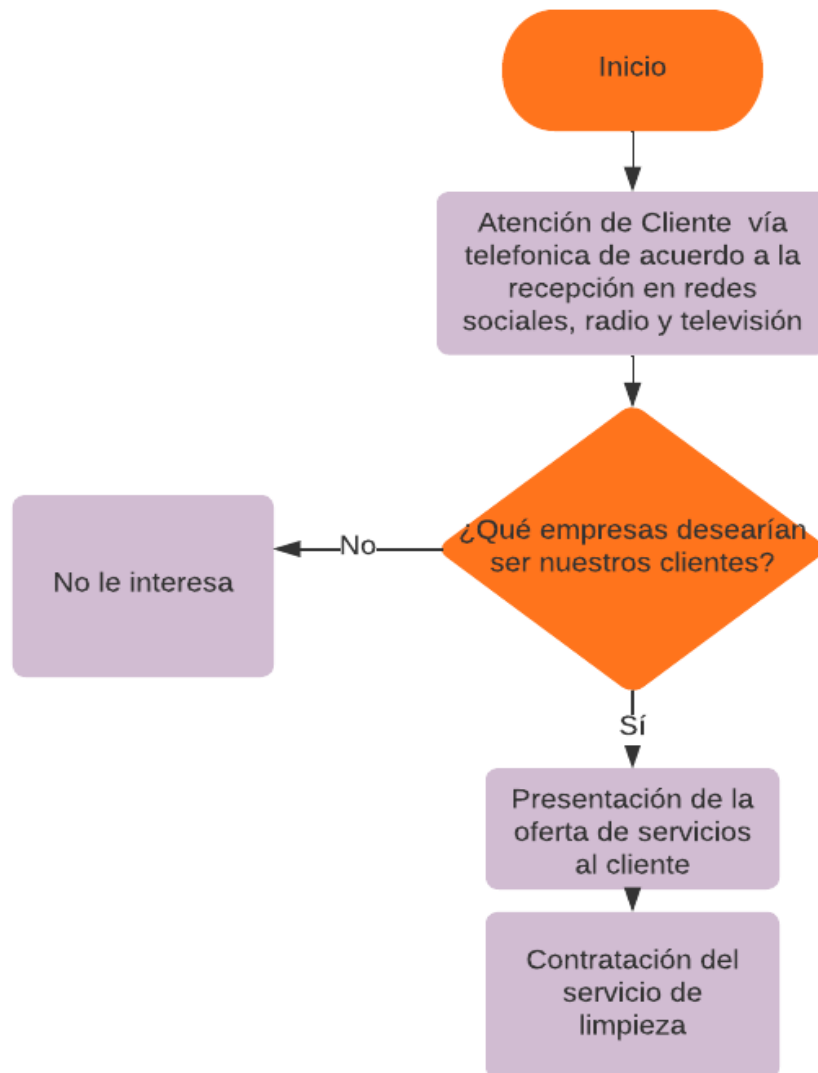 Inicio
Atención de Cliente vía
telefonica de acuerdo a la
recepción en redes
sociales, radio y televisión
¿Qué empresas desearían
ser nuestros clientes?
No
No le interesa
Sí
Presentación de la
oferta de servicios
al cliente
Contratación del
servicio de
limpieza